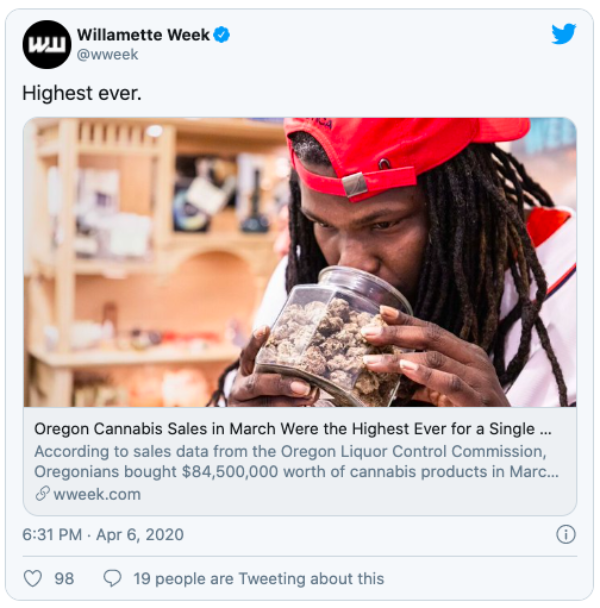 Willamette Week
@wweek
Highest ever.
Oregon Cannabis Sales in March Were the Highest Ever for a Single ...
According to sales data from the Oregon Liquor Control Commission,
Oregonians bought $84,500,000 worth of cannabis products in Marc...
wweek.com
6:31 PM · Apr 6, 2020
98
19 people are Tweeting about this